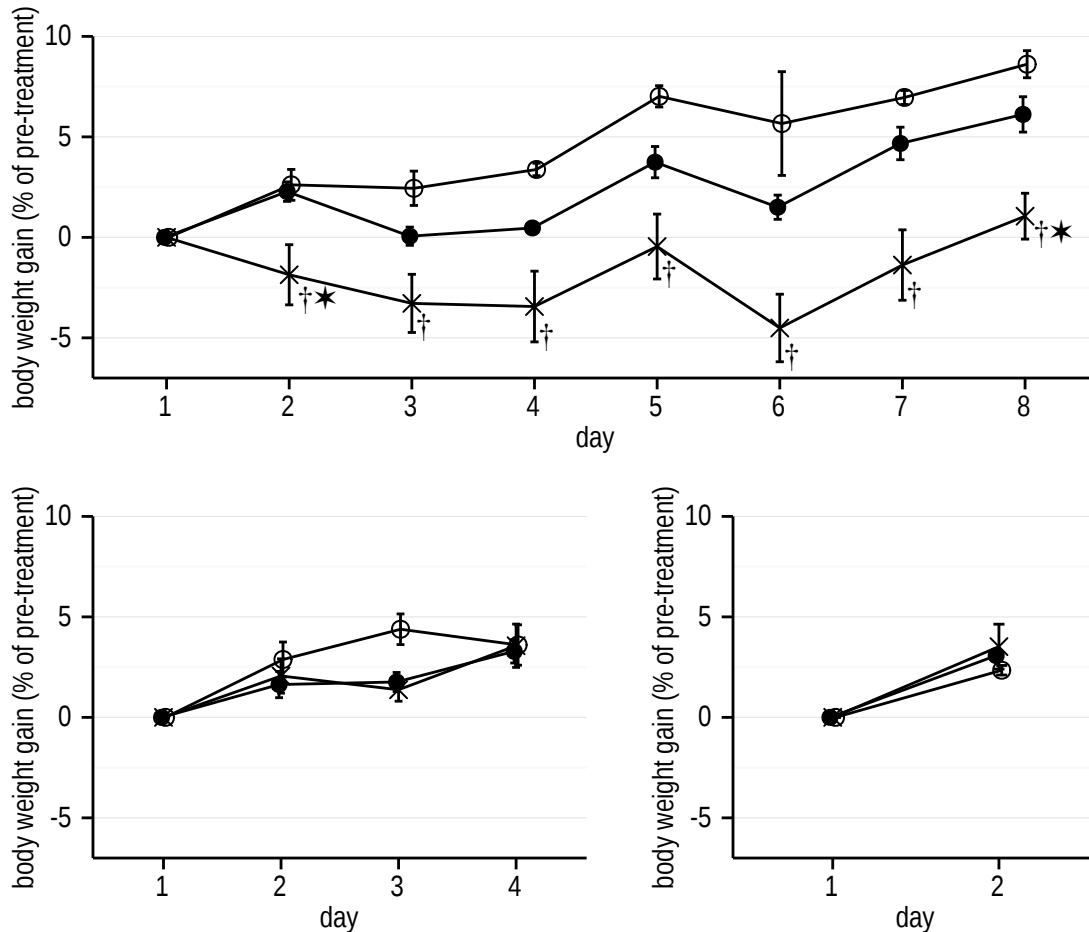 body weight gain (% of pre-treatment)
10
5
0
-5
†✶
†
†
†
†
†
†✶
1 2 3 4 5 6 7 8
day
body weight gain (% of pre-treatment)
10
5
0
-5
1 2 3 4
day
body weight gain (% of pre-treatment)
10
5
0
-5
1 2
day